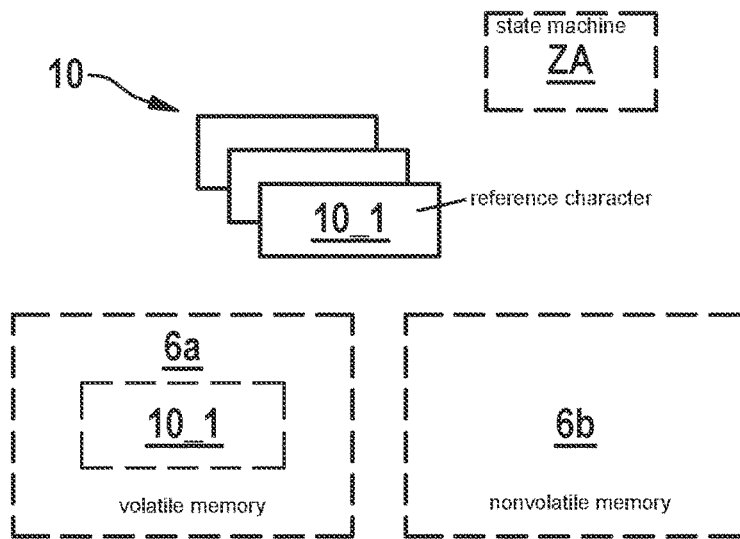 state machine
ZA
10
10_1
reference character
6a
10_1
volatile memory
6b
nonvolatile memory